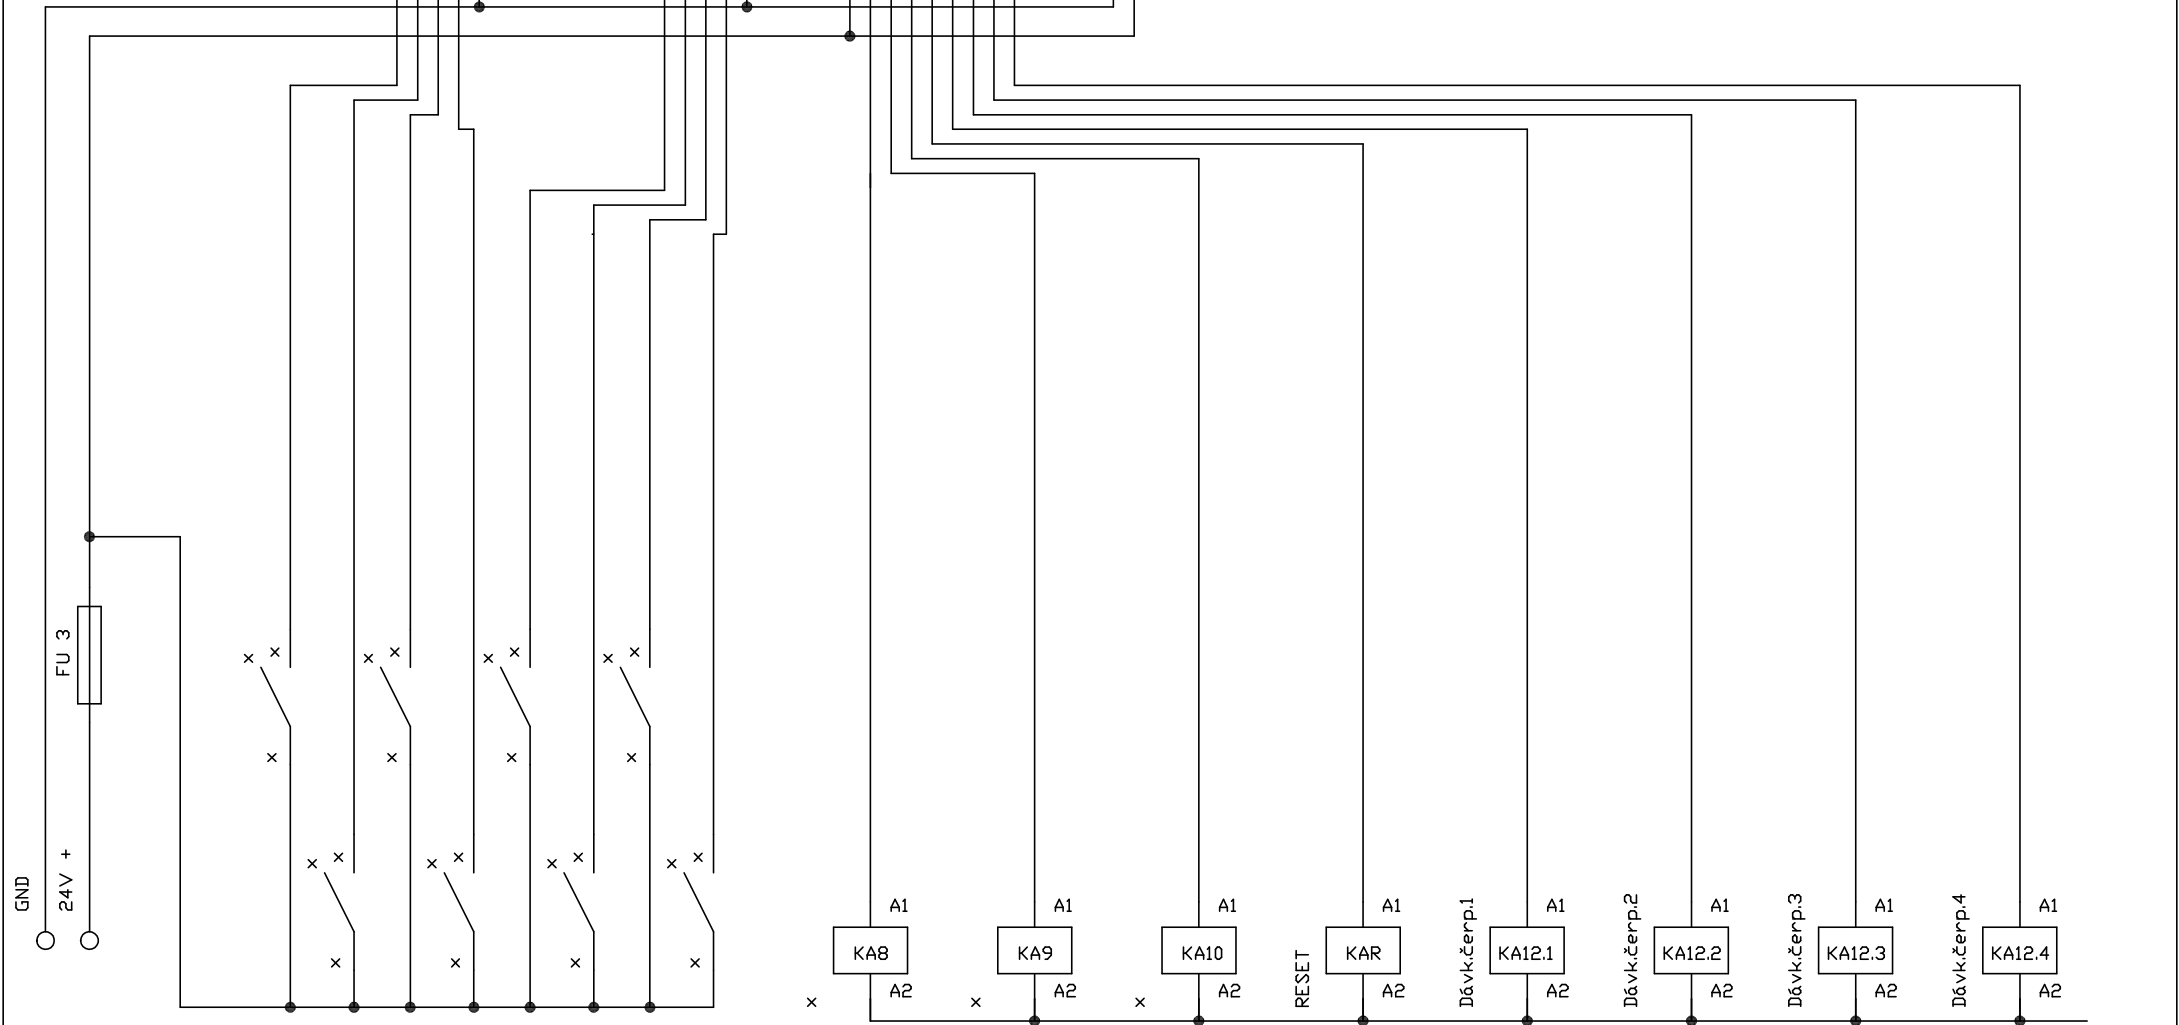 FU 3
GND
24V +
A1
A1
A1
A1
A1
A1
A1
A1
KA8
KA9
KA10
RESET
KAR
Dávk.čerp.1
KA12.1
Dávk.čerp.2
KA12.2
Dávk.čerp.3
KA12.3
Dávk.čerp.4
KA12.4
A2
A2
A2
A2
A2
A2
A2
A2